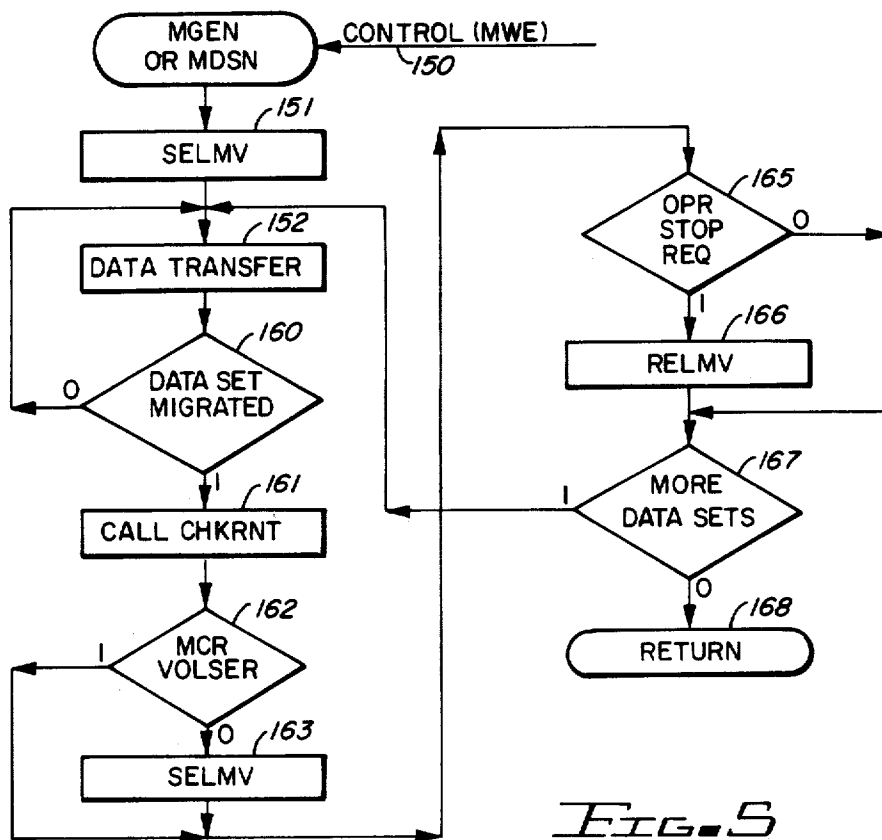 MGEN
OR MDSN
CONTROL (MWE)
150
151
SELMV
152
DATA TRANSFER
160
DATA SET
MIGRATED
0
1
161
CALL CHKRNT
162
MCR
VOLSER
1
0
163
SELMV
165
OPR
STOP
REQ
0
1
166
RELMV
167
MORE
DATA SETS
1
0
168
RETURN
FIG. 5